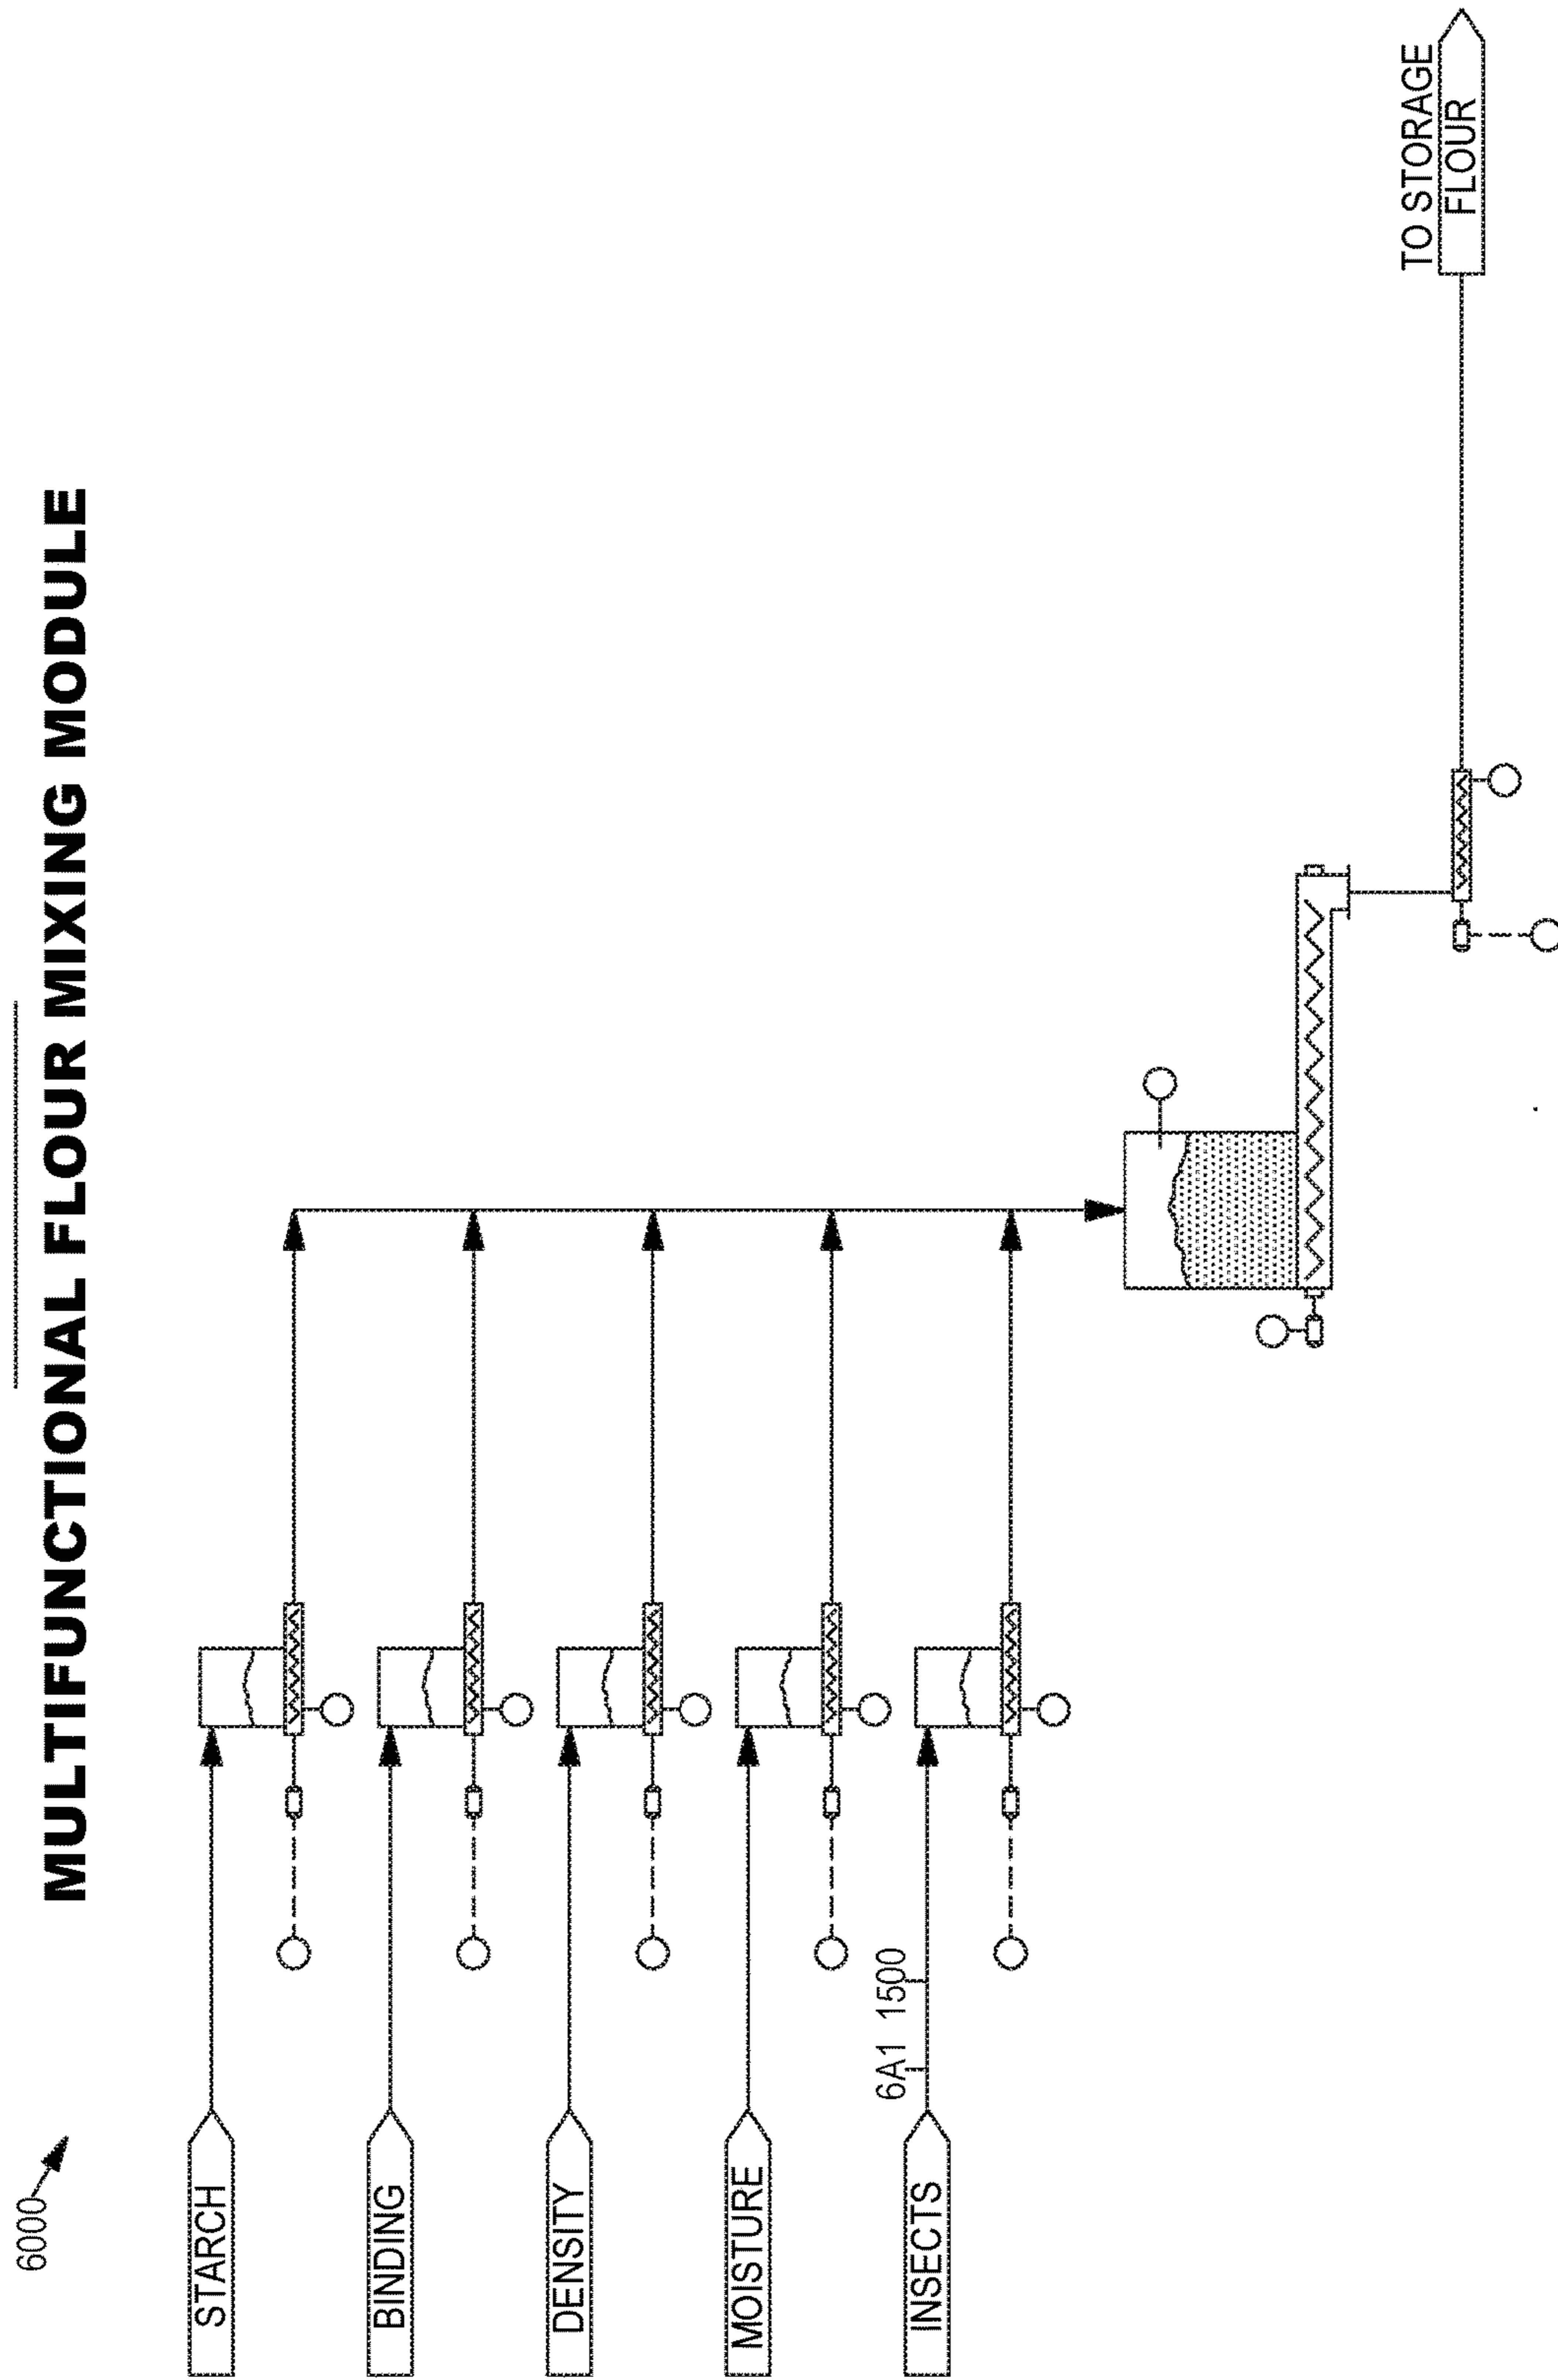 6000
MULTIFUNCTIONAL FLOUR MIXING MODULE
STARCH
BINDING
DENSITY
MOISTURE
6A1 1500
INSECTS
TO STORAGE
FLOUR